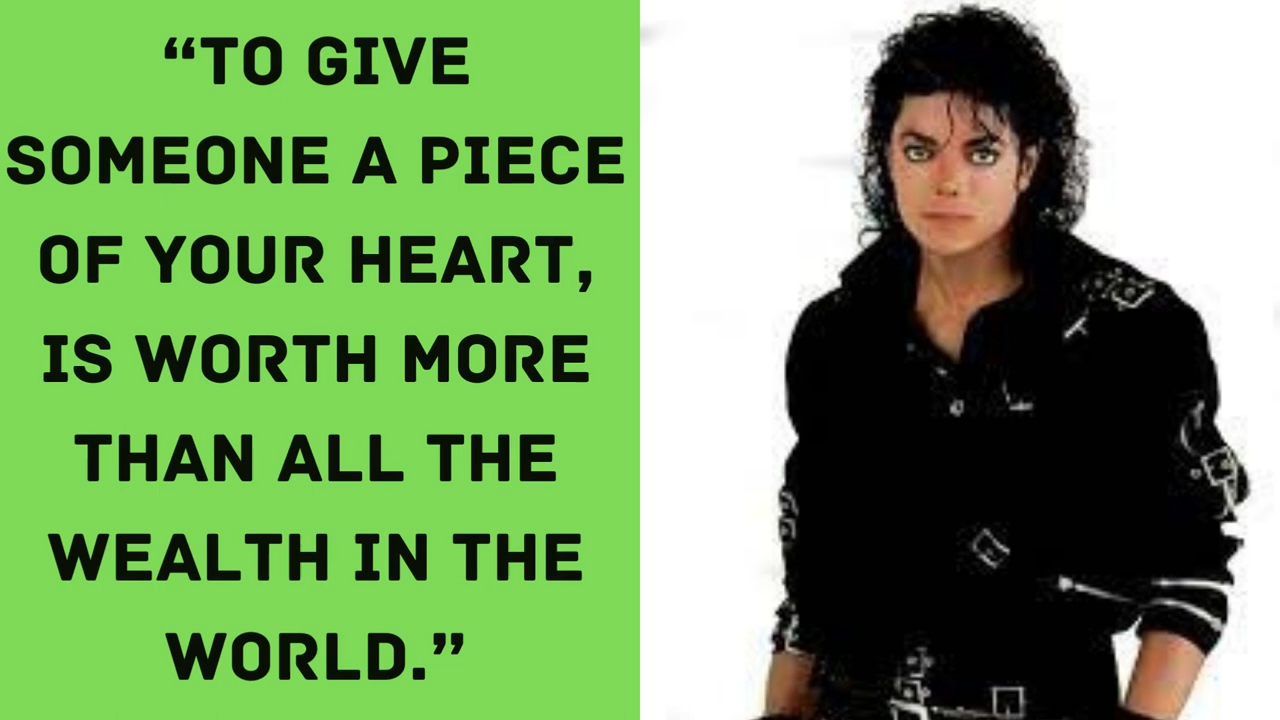 “TO GIVE
SOMEONE A PIECE
OF YOUR HEART,
IS WORTH MORE
THAN ALL THE
WEALTH IN THE
WORLD.”